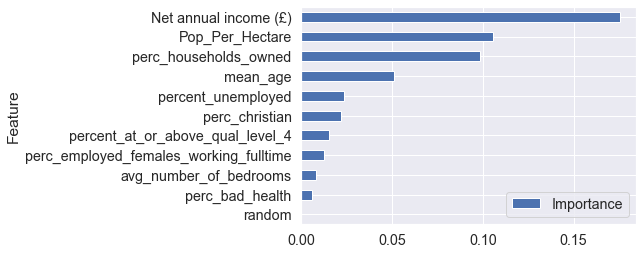 Feature
Net annual income (£)
Pop_Per_Hectare
perc_households_owned
mean_age
percent_unemployed
perc_christian
percent_at_or_above_qual_level_4
perc_employed_females_working_fulltime
avg_number_of_bedrooms
perc_bad_health
random
Importance
0.00 0.05 0.10 0.15